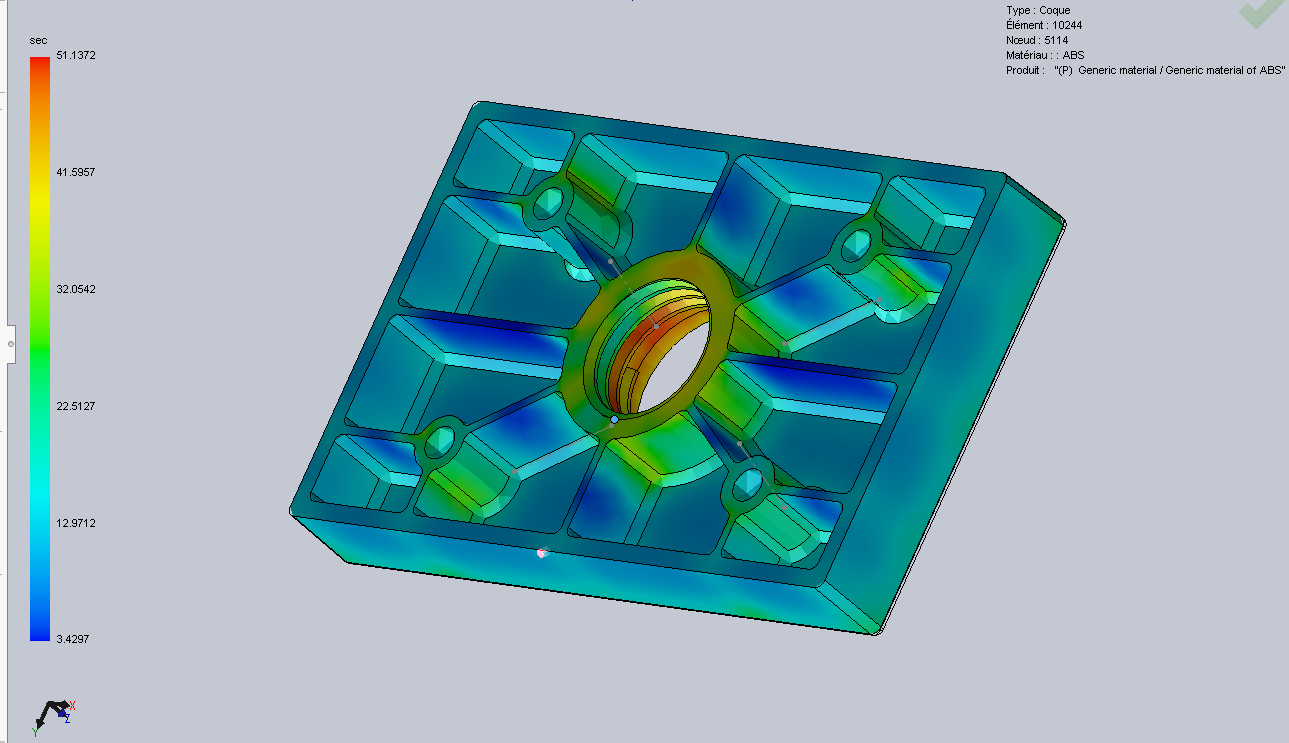 Type : Coque
Élément : 10244
Nœud : 5114
Matériau : : ABS
Produit : "(P) Generic material / Generic material of ABS"
sec
51.1372
41.5957
32.0542
22.5127
12.9712
3.4297
X
Z
Y